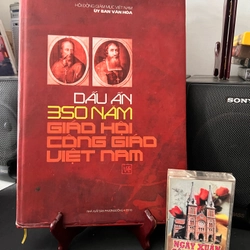 HỘI ĐỒNG GIÁM MỤC VIỆT NAM
ỦY BAN VĂN HÓA
DẤU ẤN
350 NĂM
GIÁO HỘI
CÔNG GIÁO
VIỆT NAM
SONY
NGÀY XUÂN